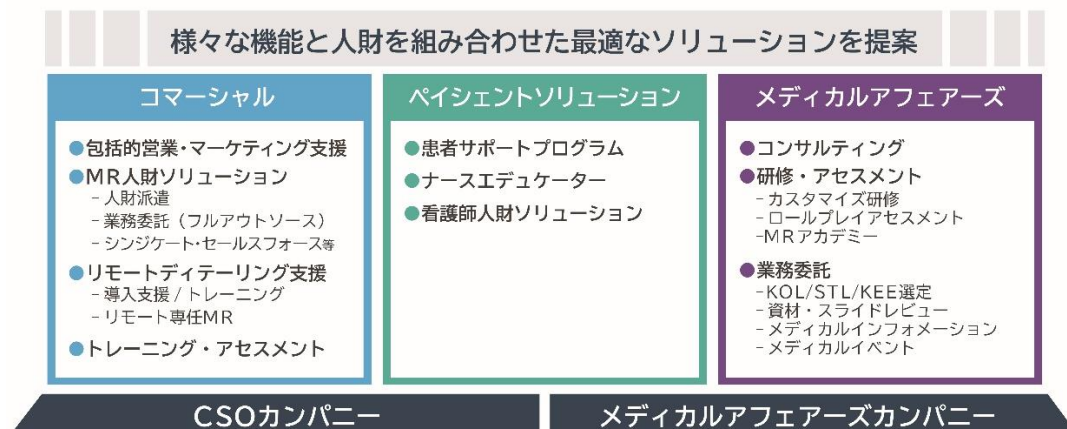 様々な機能と人財を組み合わせた最適なソリューションを提案
コマーシャル
●包括的営業・マーケティング支援
●MR人財ソリューション
- 人財派遣
- 業務委託（フルアウトソース）
- シンジケート・セールスフォース等
●リモートディテーリング支援
- 導入支援 / トレーニング
- リモート専任MR
●トレーニング・アセスメント
ペイシェントソリューション
●患者サポートプログラム
●ナースエデュケーター
●看護師人財ソリューション
メディカルアフェアーズ
●コンサルティング
●研修・アセスメント
- カスタマイズ研修
- ロールプレイアセスメント
-MRアカデミー
●業務委託
-KOL/STL/KEE選定
- 資材・スライドレビュー
- メディカルインフォメーション
- メディカルイベント
CSOカンパニー
メディカルアフェアーズカンパニー